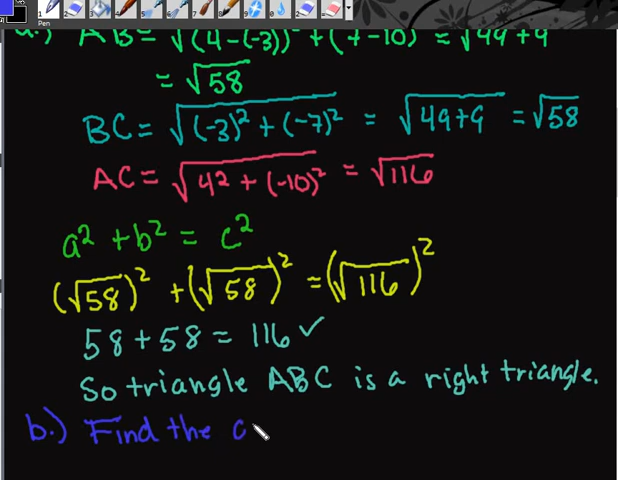 a.) AB = √(4-(-3))² + (7-10) = √49+9
= √58
BC = √(-3)² + (-7)² = √49+9 = √58
AC = √42 + (-10)² = √116
a² + b² = c²
(√58)² + (√58)² = (√116)²
58 + 58 = 116 ✓
So triangle ABC is a right triangle.
b.) Find the c